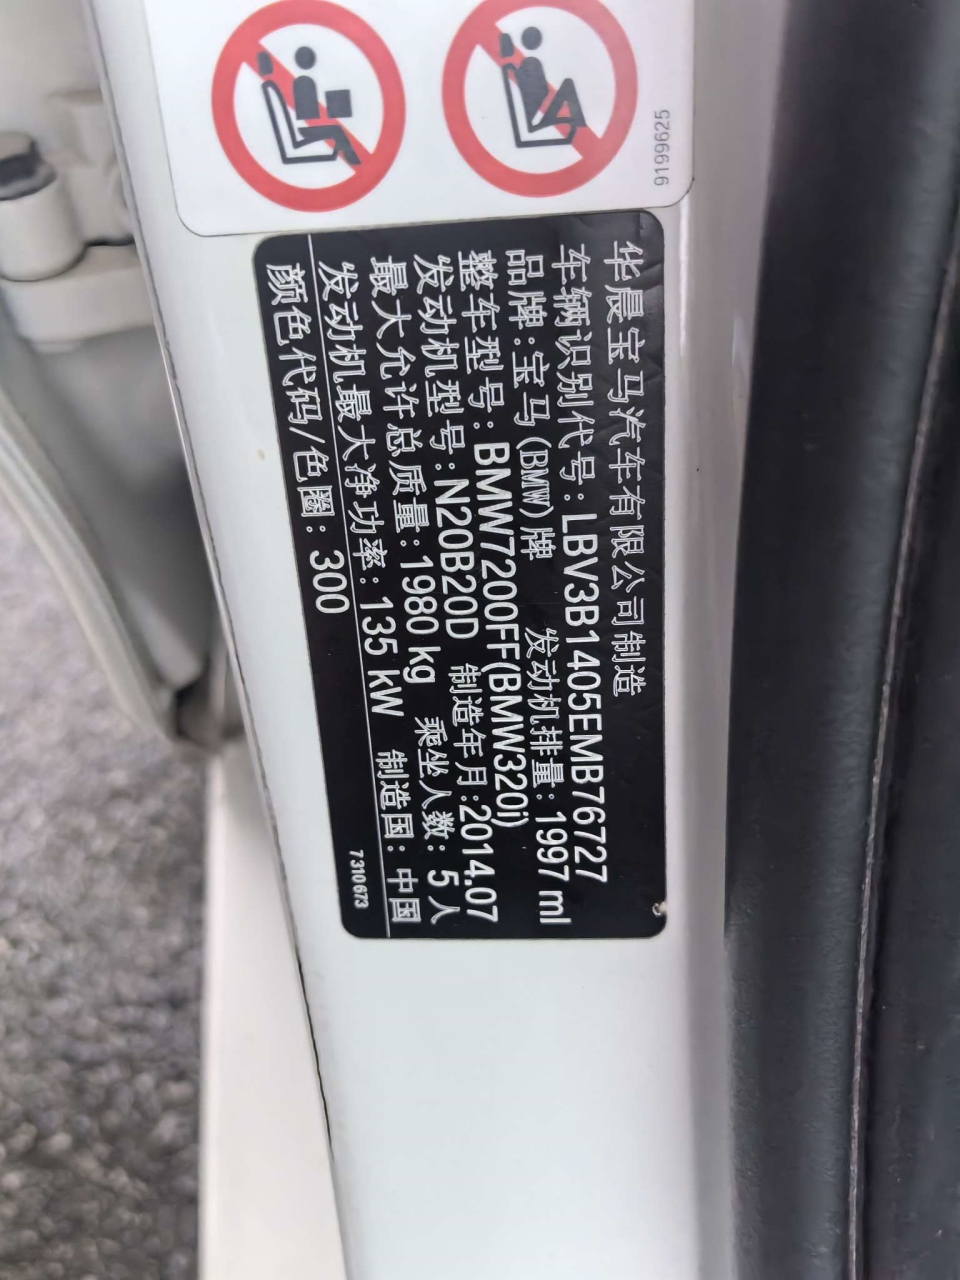 9199625
华晨宝马汽车有限公司制造
车辆识别代号:LBV3B1405EMB76727
品牌:宝马(BMW)牌 发动机排量:1997 ml
整车型号:BMW7200FF(BMW320i)
发动机型号:N20B20D 制造年月:2014.07
最大允许总质量:1980 kg 乘坐人数: 5人
发动机最大净功率:135 kW 制造国: 中国
颜色代码/色圈: 300
7310673